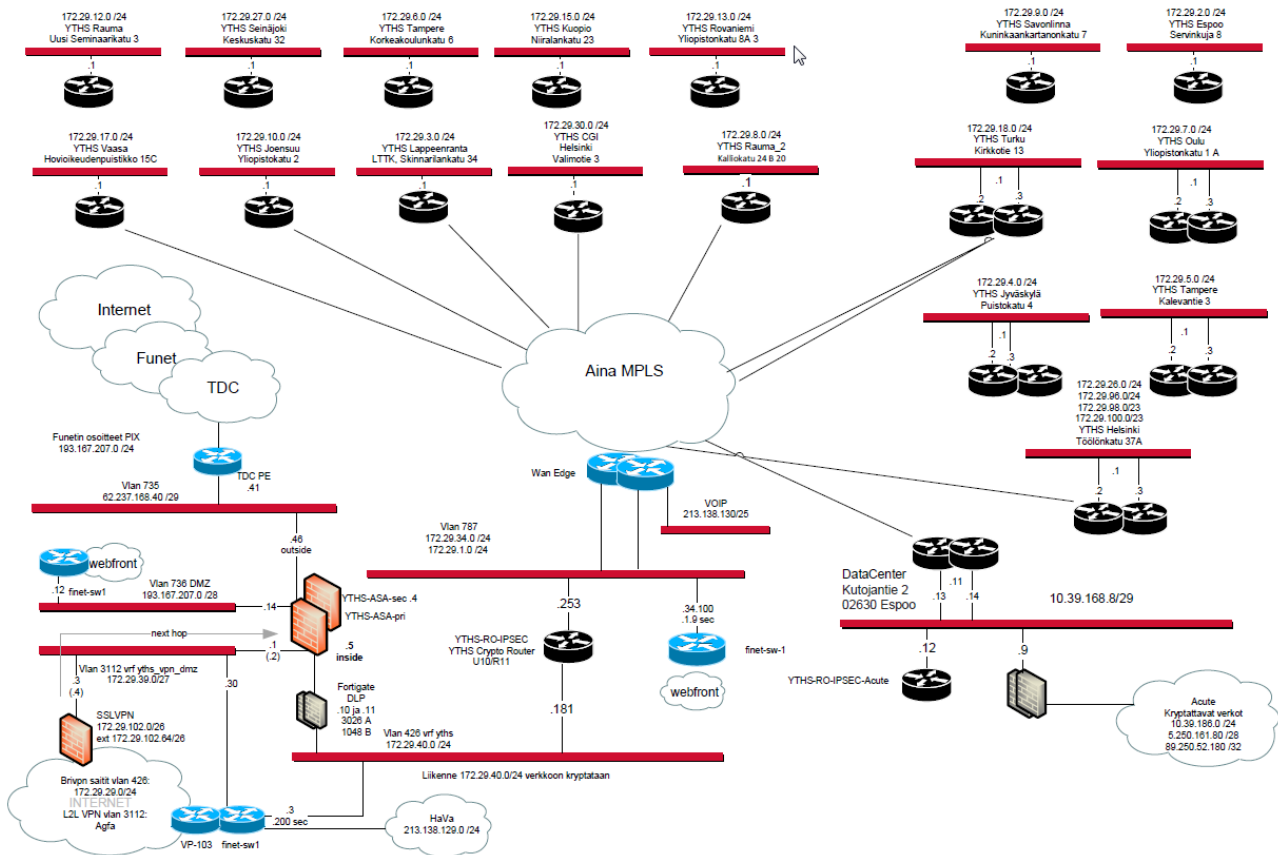 172.29.12.0 /24
YTHS Rauma
Uusi Seminaarikatu 3
.1
172.29.27.0 /24
YTHS Seinäjoki
Keskuskatu 32
.1
172.29.6.0 /24
YTHS Tampere
Korkeakoulunkatu 6
.1
172.29.15.0 /24
YTHS Kuopio
Niiralankatu 23
.1
172.29.13.0 /24
YTHS Rovaniemi
Yliopistonkatu 8A 3
.1
172.29.9.0 /24
YTHS Savonlinna
Kuninkaankartanonkatu 7
.1
172.29.2.0 /24
YTHS Espoo
Servinkuja 8
.1
172.29.17.0 /24
YTHS Vaasa
Hovioikeudenpuistikko 15C
.1
172.29.10.0 /24
YTHS Joensuu
Yliopistokatu 2
.1
172.29.3.0 /24
YTHS Lappeenranta
LTTK, Skinnarilankatu 34
.1
172.29.30.0 /24
YTHS CGI
Helsinki
Valimotie 3
.1
172.29.8.0 /24
YTHS Rauma_2
Kalliokatu 24 B 20
.1
172.29.18.0 /24
YTHS Turku
Kirkkotie 13
.1
.2
.3
172.29.7.0 /24
YTHS Oulu
Yliopistonkatu 1 A
.1
.2
.3
172.29.4.0 /24
YTHS Jyväskylä
Puistokatu 4
.1
.2
.3
172.29.5.0 /24
YTHS Tampere
Kalevantie 3
.1
.2
.3
172.29.26.0 /24
172.29.96.0/24
172.29.98.0/23
172.29.100.0/23
YTHS Helsinki
Töölönkatu 37A
.1
.2
.3
Internet
Funet
TDC
Aina MPLS
Funetin osoitteet PIX
193.167.207.0 /24
TDC PE
.41
Vlan 735
62.237.168.40 /29
.46
outside
webfront
.12
finet-sw1
Vlan 736 DMZ
193.167.207.0 /28
.14
YTHS-ASA-sec .4
YTHS-ASA-pri
next hop
.1
(.2)
.5
inside
Vlan 3112 vrf yths_vpn_dmz
172.29.39.0/27
.3
(.4)
.30
SSLVPN
172.29.102.0/26
ext 172.29.102.64/26
Fortigate
DLP
.10 ja .11
3026 A
1048 B
Brivpn saitit vlan 426:
172.29.29.0/24
INTERNET
L2L VPN vlan 3112:
Agfa
VP-103
finet-sw1
.3
.200 sec
HaVa
213.138.129.0 /24
Vlan 426 vrf yths
172.29.40.0 /24
Liikenne 172.29.40.0/24 verkkoon kryptataan
Wan Edge
VOIP
213.138.130/25
Vlan 787
172.29.34.0 /24
172.29.1.0 /24
.253
YTHS-RO-IPSEC
YTHS Crypto Router
U10/R11
.181
.34.100
.1.9 sec
finet-sw-1
webfront
DataCenter
Kutojantie 2
02630 Espoo
.11
.13
.14
10.39.168.8/29
.12
YTHS-RO-IPSEC-Acute
.9
Acute
Kryptattavat verkot
10.39.186.0 /24
5.250.161.80 /28
89.250.52.180 /32